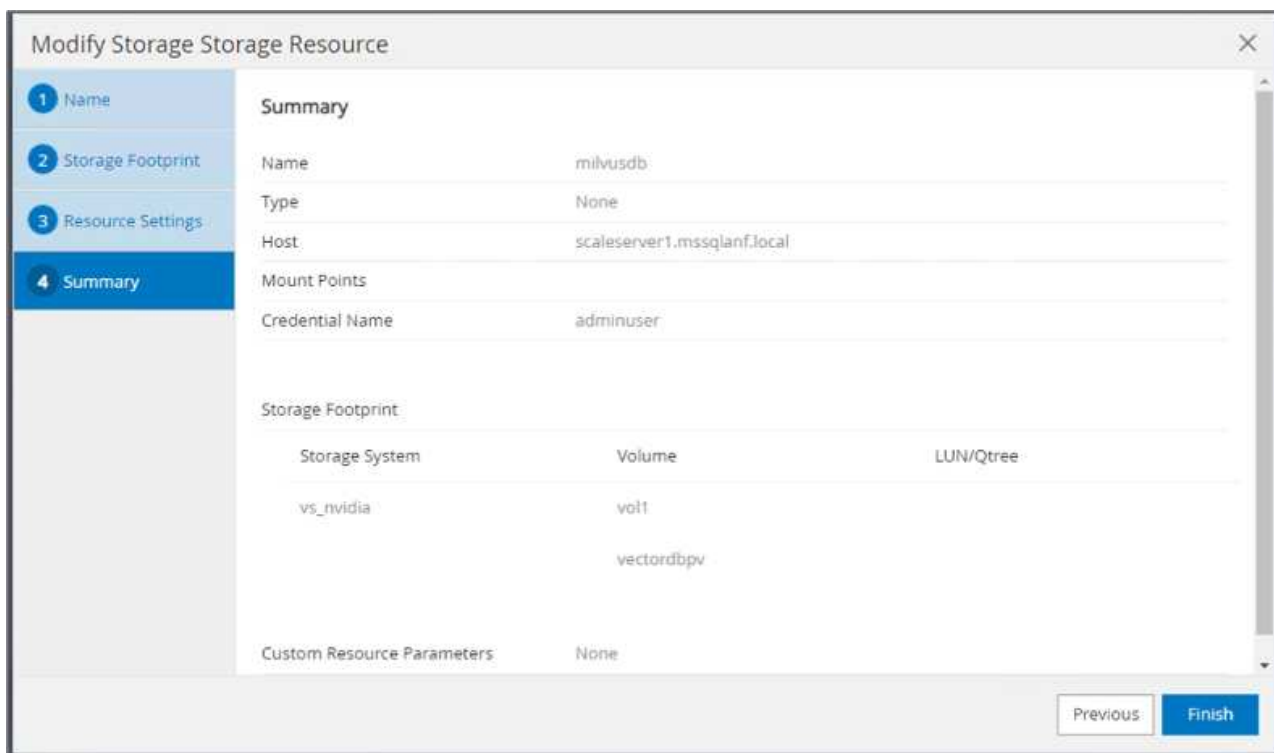 Modify Storage Storage Resource
1 Name
2 Storage Footprint
3 Resource Settings
4 Summary
Summary
Name milvusdb
Type None
Host scaleserver1.mssqlanf.local
Mount Points
Credential Name adminuser
Storage Footprint
Storage System Volume LUN/Qtree
vs_nvidia vol1
vectordbpv
Custom Resource Parameters None
Previous Finish